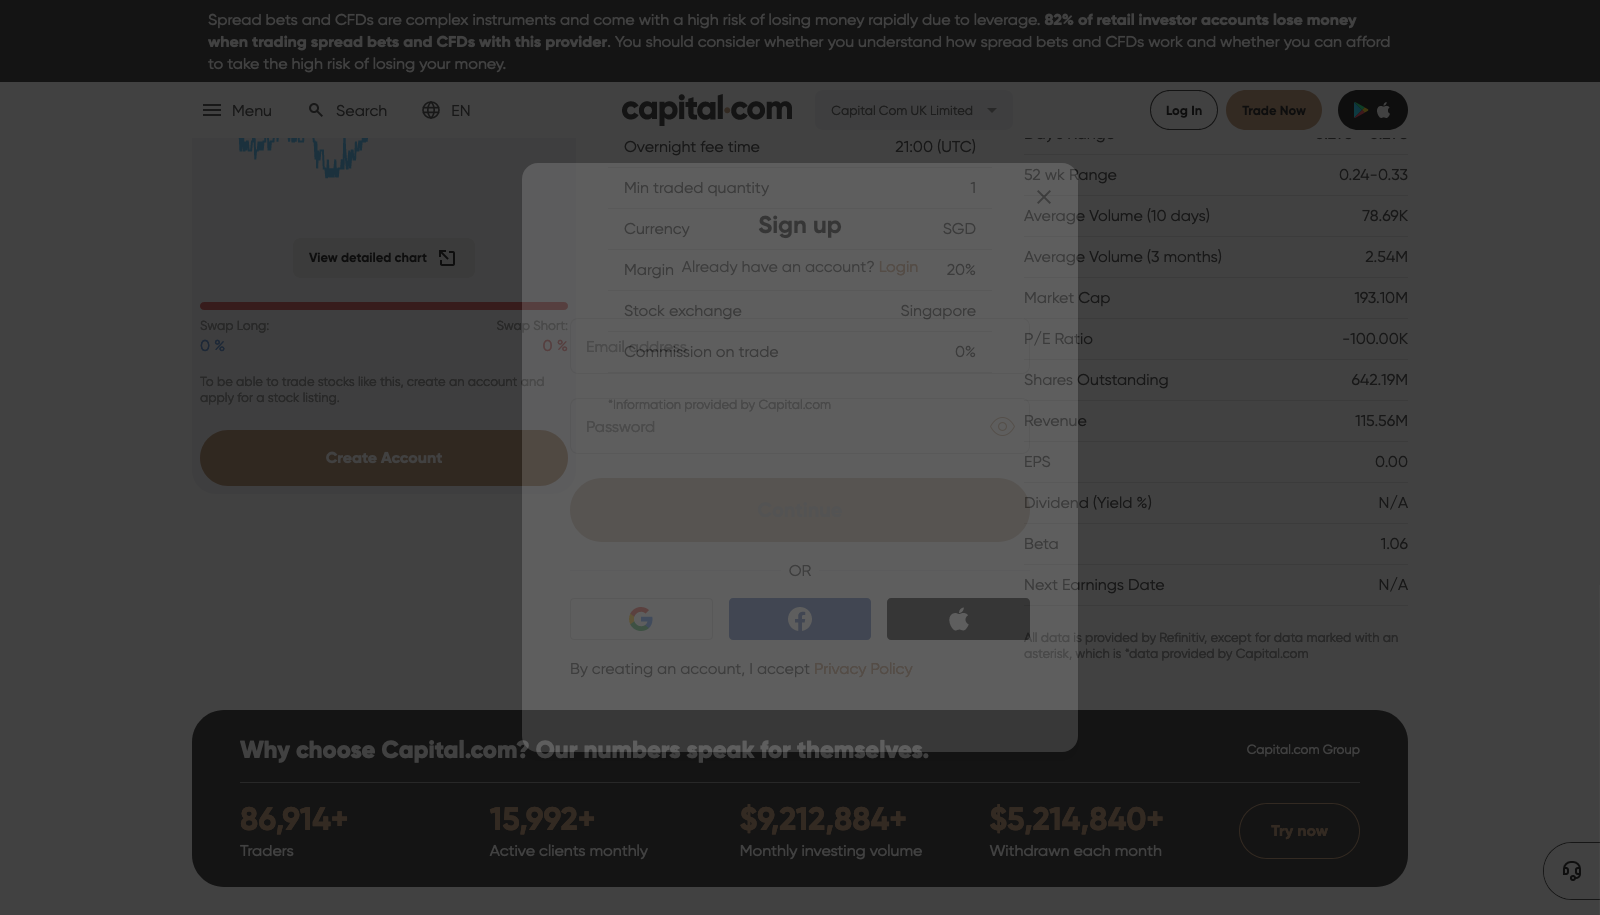 Spread bets and CFDs are complex instruments and come with a high risk of losing money rapidly due to leverage. 82% of retail investor accounts lose money
when trading spread bets and CFDs with this provider. You should consider whether you understand how spread bets and CFDs work and whether you can afford
to take the high risk of losing your money.
Menu
Search
EN
capital.com
Capital Com UK Limited
Log In
Trade Now
View detailed chart
Swap Long:
Swap Short:
0 %
0 %
To be able to trade stocks like this, create an account and
apply for a stock listing.
Create Account
Overnight fee time 21:00 (UTC)
Min traded quantity 1
Currency SGD
Margin 20%
Stock exchange Singapore
Commission on trade 0%
*Information provided by Capital.com
Sign up
Already have an account? Login
Email address
Password
Continue
OR
By creating an account, I accept Privacy Policy
52 wk Range 0.24-0.33
Average Volume (10 days) 78.69K
Average Volume (3 months) 2.54M
Market Cap 193.10M
P/E Ratio -100.00K
Shares Outstanding 642.19M
Revenue 115.56M
EPS 0.00
Dividend (Yield %) N/A
Beta 1.06
Next Earnings Date N/A
All data is provided by Refinitiv, except for data marked with an
asterisk, which is *data provided by Capital.com
Why choose Capital.com? Our numbers speak for themselves.
Capital.com Group
86,914+
Traders
15,992+
Active clients monthly
$9,212,884+
Monthly investing volume
$5,214,840+
Withdrawn each month
Try now